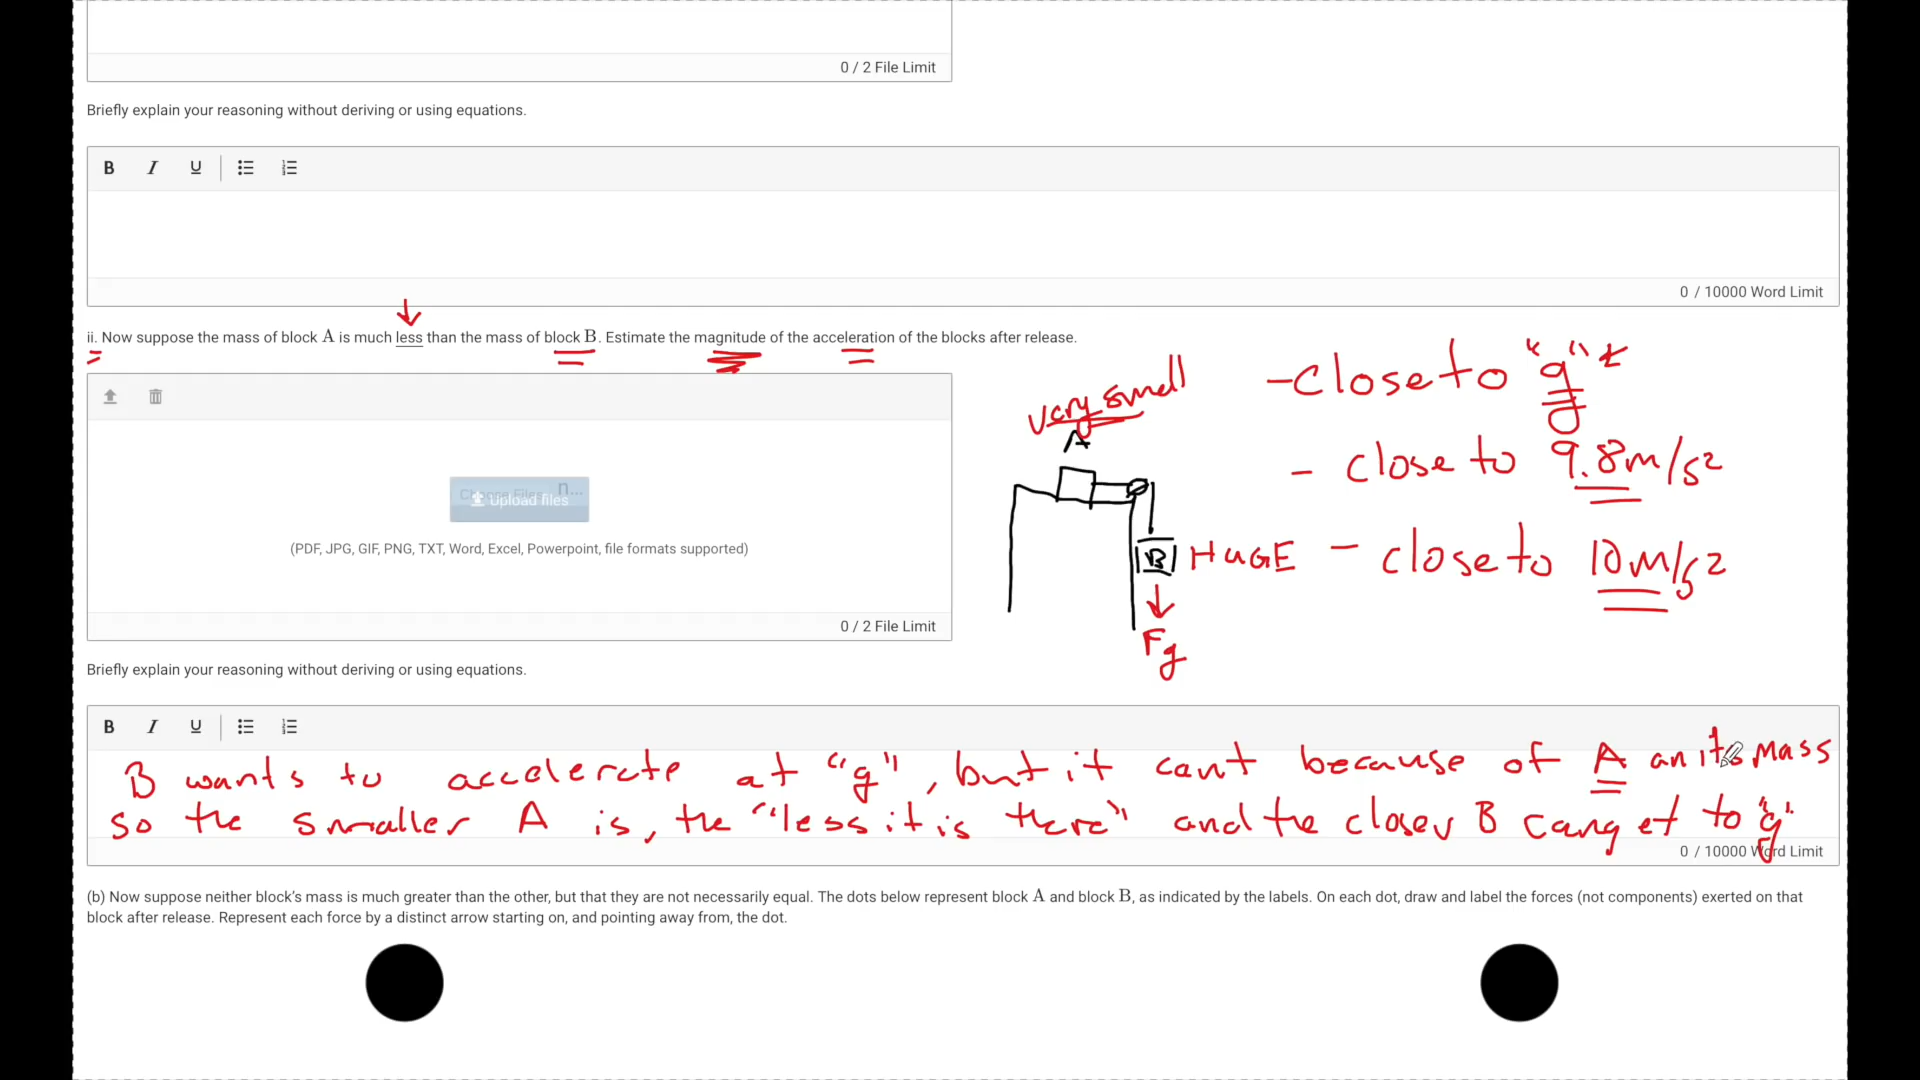 0 / 2 File Limit
Briefly explain your reasoning without deriving or using equations.
B I U
0 / 10000 Word Limit
ii. Now suppose the mass of block A is much less than the mass of block B. Estimate the magnitude of the acceleration of the blocks after release.
very small
A
- close to "g"
- close to 9.8m/s2
Upload files
(PDF, JPG, GIF, PNG, TXT, Word, Excel, Powerpoint, file formats supported)
B HUGE - close to 10m/s2
Fg
0 / 2 File Limit
Briefly explain your reasoning without deriving or using equations.
B I U
B wants to accelerate at "g", but it cant because of A an its mass
so the smaller A is, the "less it is there" and the closer B can get to "g"
0 / 10000 Word Limit
(b) Now suppose neither block's mass is much greater than the other, but that they are not necessarily equal. The dots below represent block A and block B, as indicated by the labels. On each dot, draw and label the forces (not components) exerted on that
block after release. Represent each force by a distinct arrow starting on, and pointing away from, the dot.